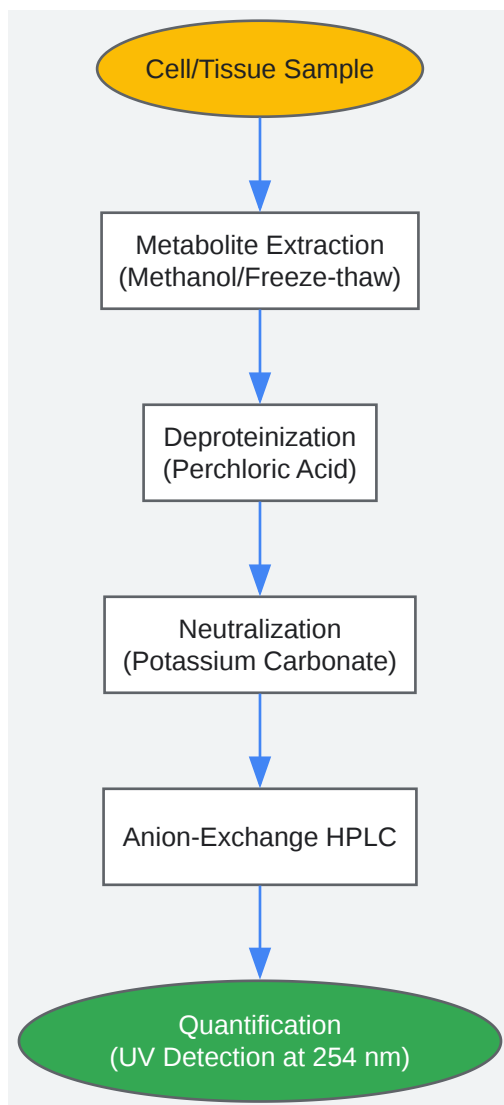 Cell/Tissue Sample
Metabolite Extraction
(Methanol/Freeze-thaw)
Deproteinization
(Perchloric Acid)
Neutralization
(Potassium Carbonate)
Anion-Exchange HPLC
Quantification
(UV Detection at 254 nm)